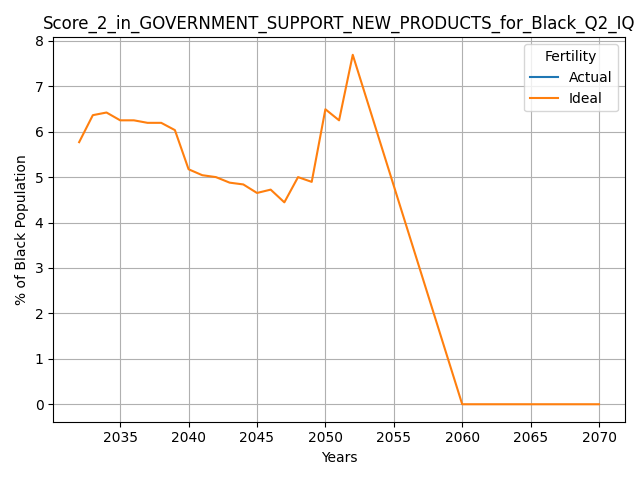 Score_2_in_GOVERNMENT_SUPPORT_NEW_PRODUCTS_for_Black_Q2_IQ
Fertility
Actual
Ideal
% of Black Population
8
7
6
5
4
3
2
1
0
2035 2040 2045 2050 2055 2060 2065 2070
Years